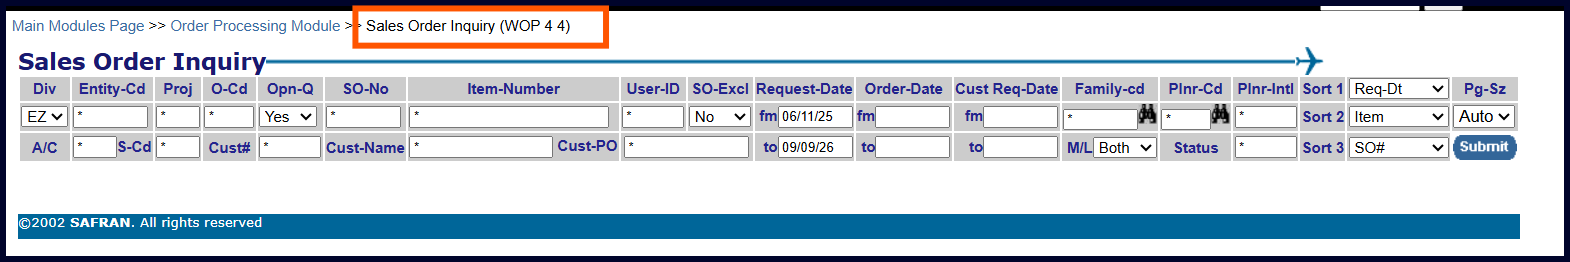 Main Modules Page >> Order Processing Module >> Sales Order Inquiry (WOP 4 4)
Sales Order Inquiry
Div Entity-Cd Proj O-Cd Opn-Q SO-No Item-Number User-ID SO-Excl Request-Date Order-Date Cust Req-Date Family-cd Plnr-Cd Plnr-Intl Sort 1 Req-Dt Pg-Sz
EZ * * * Yes * * * No fm 06/11/25 fm fm * * * Sort 2 Item Auto
A/C * S-Cd * Cust# * Cust-Name * Cust-PO * to 09/09/26 to to M/L Both Status * Sort 3 SO# Submit
©2002 SAFRAN. All rights reserved